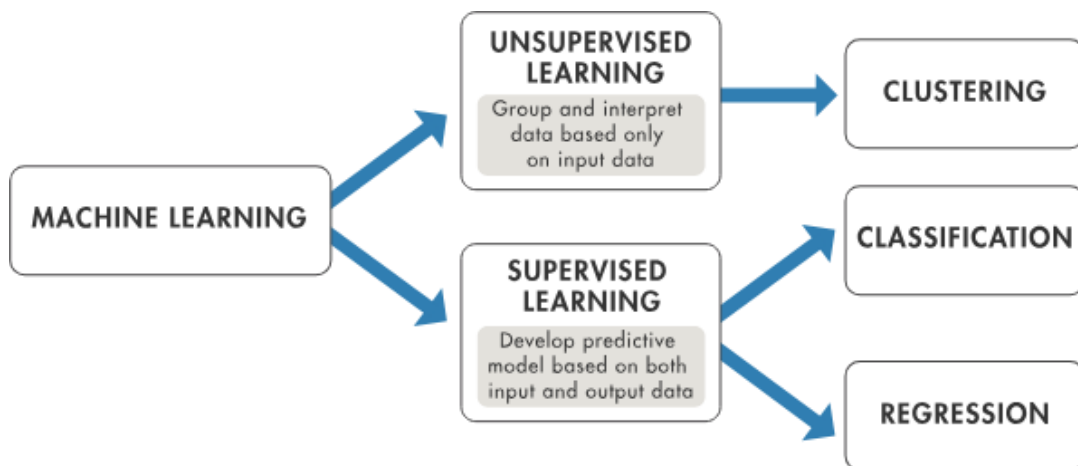 MACHINE LEARNING
UNSUPERVISED
LEARNING
Group and interpret
data based only
on input data
SUPERVISED
LEARNING
Develop predictive
model based on both
input and output data
CLUSTERING
CLASSIFICATION
REGRESSION